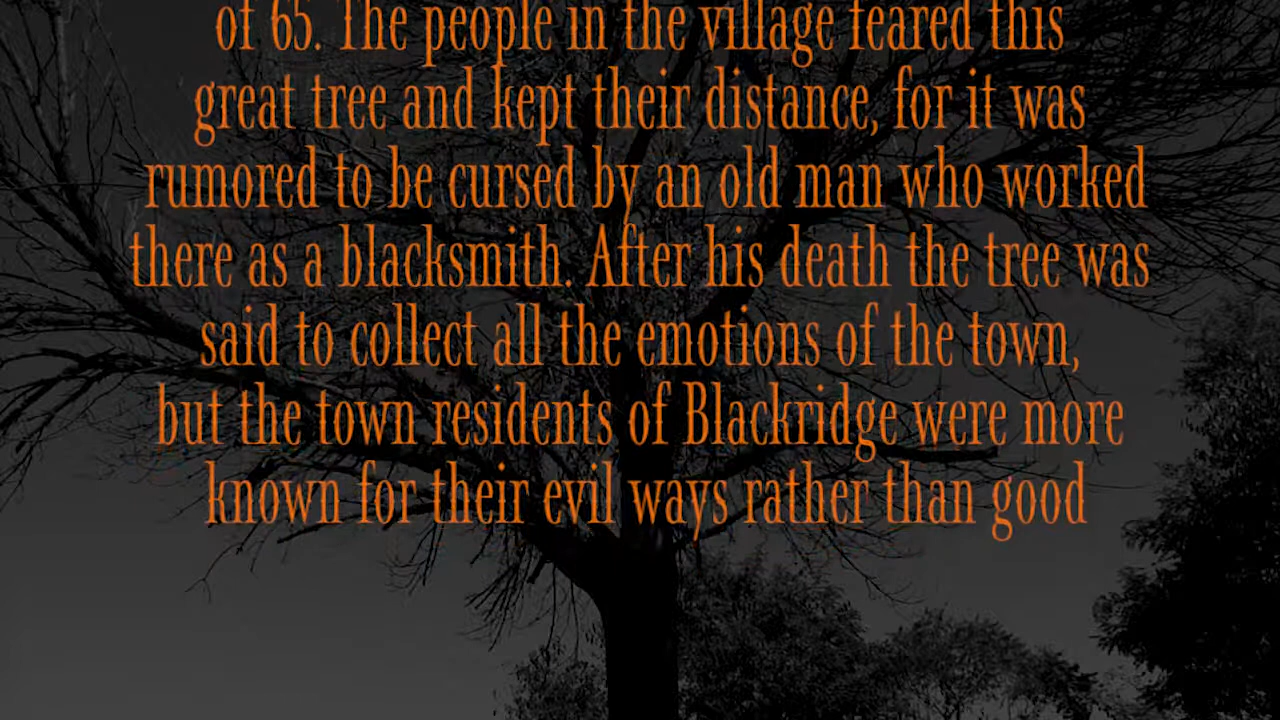 of 65. The people in the village feared this
great tree and kept their distance, for it was
rumored to be cursed by an old man who worked
there as a blacksmith. After his death the tree was
said to collect all the emotions of the town,
but the town residents of Blackridge were more
known for their evil ways rather than good